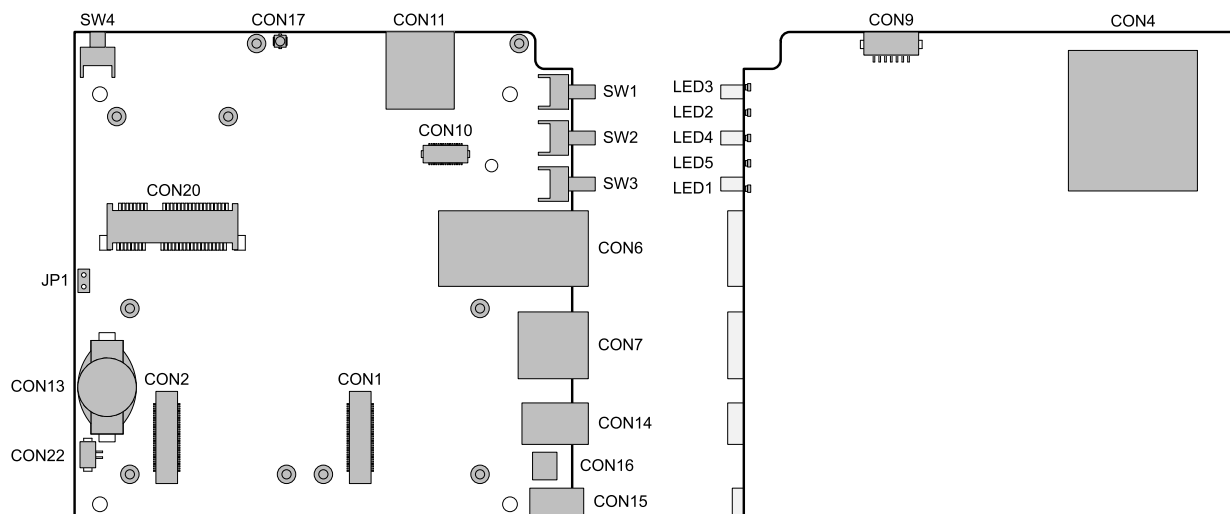 SW4
CON17
CON11
SW1
CON10
SW2
SW3
CON20
CON6
JP1
CON7
CON13
CON2
CON1
CON14
CON22
CON16
CON15
CON9
CON4
LED3
LED2
LED4
LED5
LED1